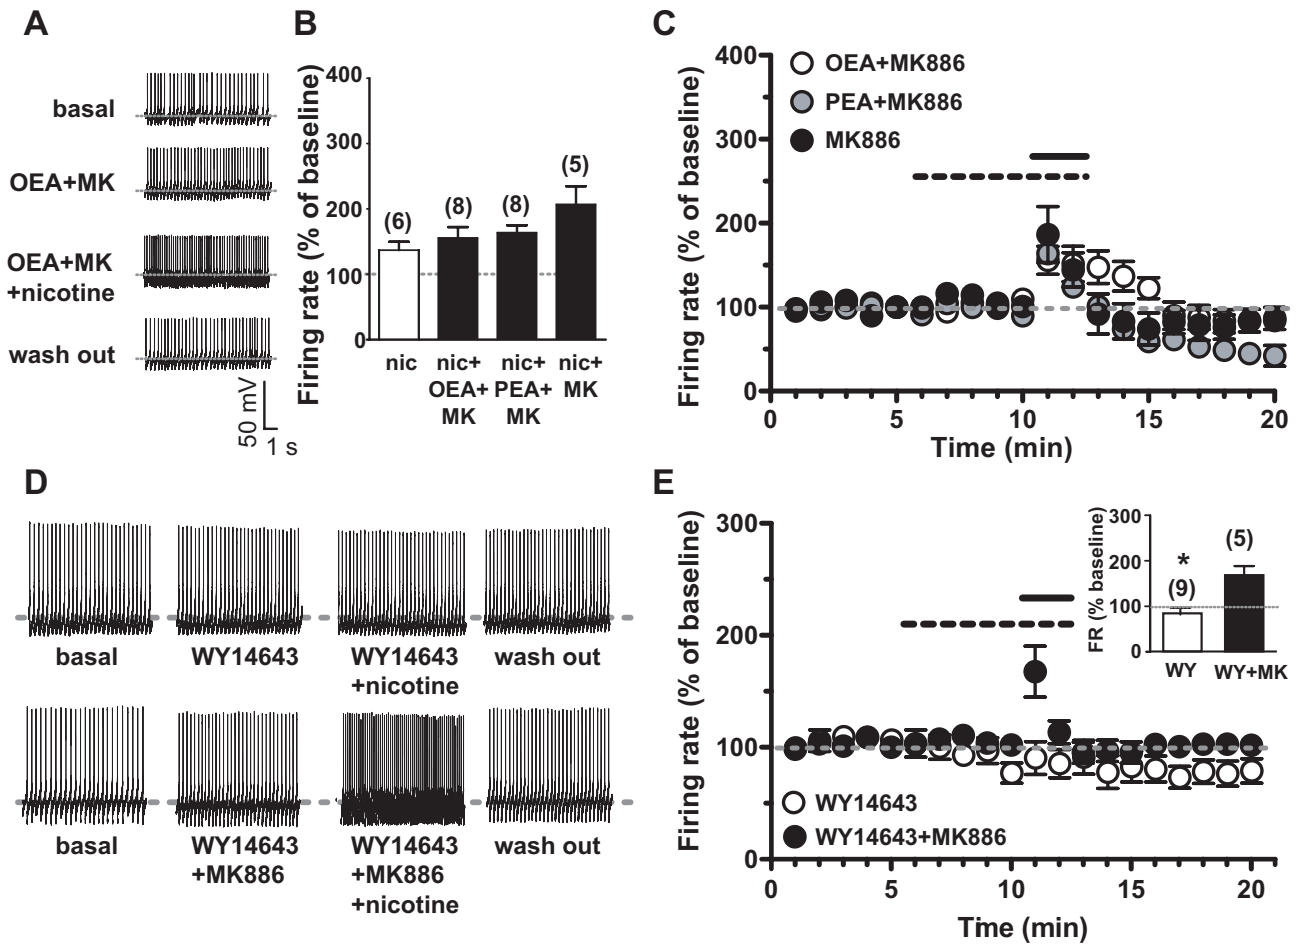 A
basal
OEA+MK
OEA+MK
+nicotine
wash out
50 mV
1 s
B
Firing rate (% of baseline)
400
300
200
100
0
(6)
(8)
(8)
(5)
nic
nic+
OEA+
MK
nic+
PEA+
MK
nic+
MK
C
Firing rate (% of baseline)
400
300
200
100
0
OEA+MK886
PEA+MK886
MK886
0
5
10
15
20
Time (min)
D
basal
WY14643
WY14643
+nicotine
wash out
basal
WY14643
+MK886
WY14643
+MK886
+nicotine
wash out
E
Firing rate (% of baseline)
300
200
100
0
WY14643
WY14643+MK886
0
5
10
15
20
Time (min)
FR (% baseline)
300
200
100
0
*
(9)
(5)
WY
WY+MK